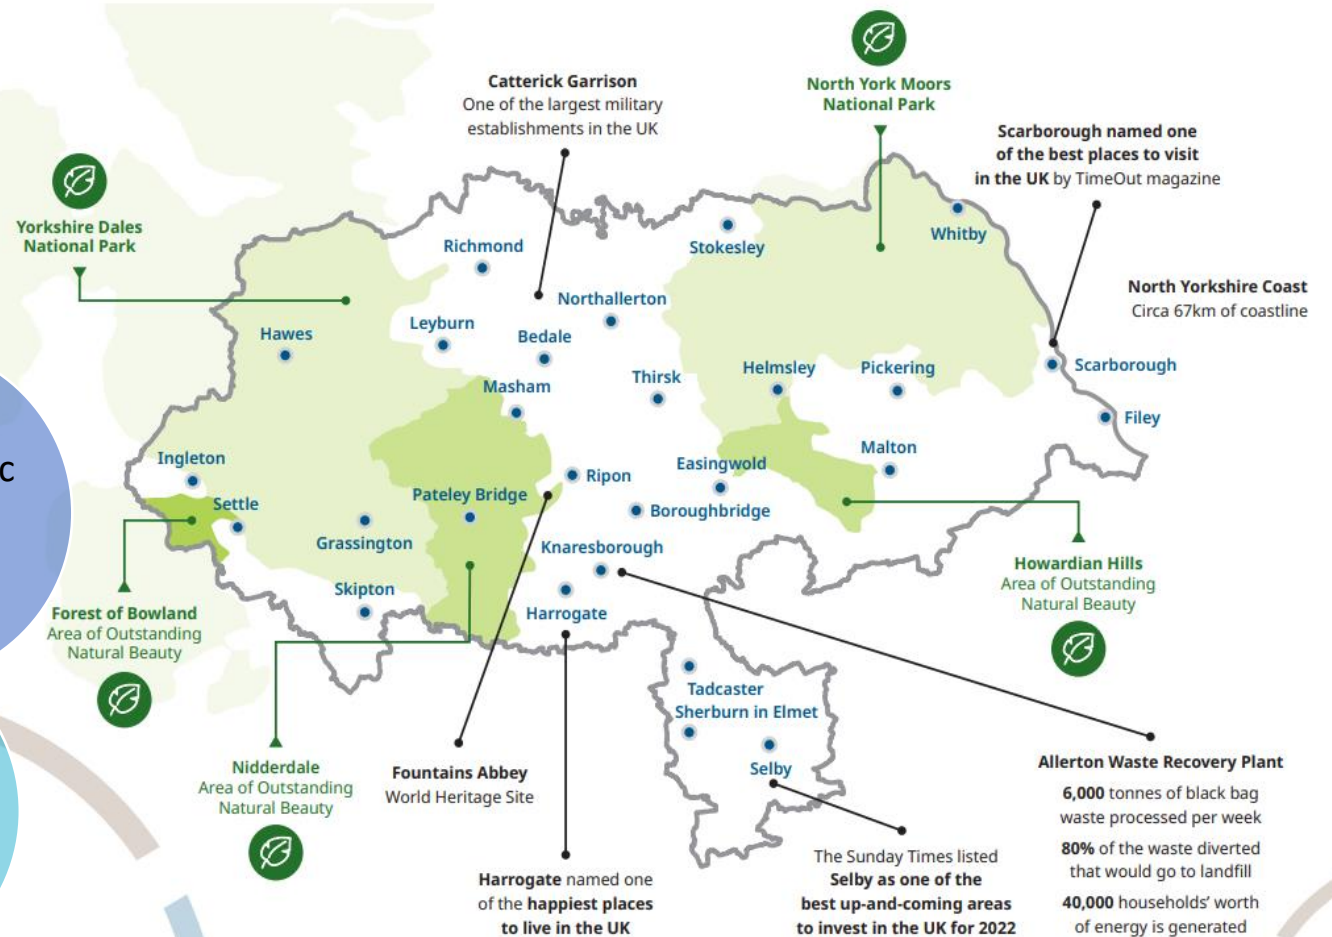 North York Moors
National Park
Catterick Garrison
One of the largest military
establishments in the UK
Scarborough named one
of the best places to visit
in the UK by TimeOut magazine
Yorkshire Dales
National Park
Whitby
Richmond
Stokesley
North Yorkshire Coast
Circa 67km of coastline
Northallerton
Hawes
Leyburn
Bedale
Masham
Thirsk
Helmsley
Pickering
Scarborough
Filey
Ingleton
c
Settle
Pateley Bridge
Ripon
Easingwold
Malton
Boroughbridge
Grassington
Knaresborough
Skipton
Harrogate
Howardian Hills
Area of Outstanding
Natural Beauty
Forest of Bowland
Area of Outstanding
Natural Beauty
Tadcaster
Sherburn in Elmet
Selby
Nidderdale
Area of Outstanding
Natural Beauty
Fountains Abbey
World Heritage Site
Allerton Waste Recovery Plant
6,000 tonnes of black bag
waste processed per week
80% of the waste diverted
that would go to landfill
40,000 households’ worth
of energy is generated
Harrogate named one
of the happiest places
to live in the UK
The Sunday Times listed
Selby as one of the
best up-and-coming areas
to invest in the UK for 2022